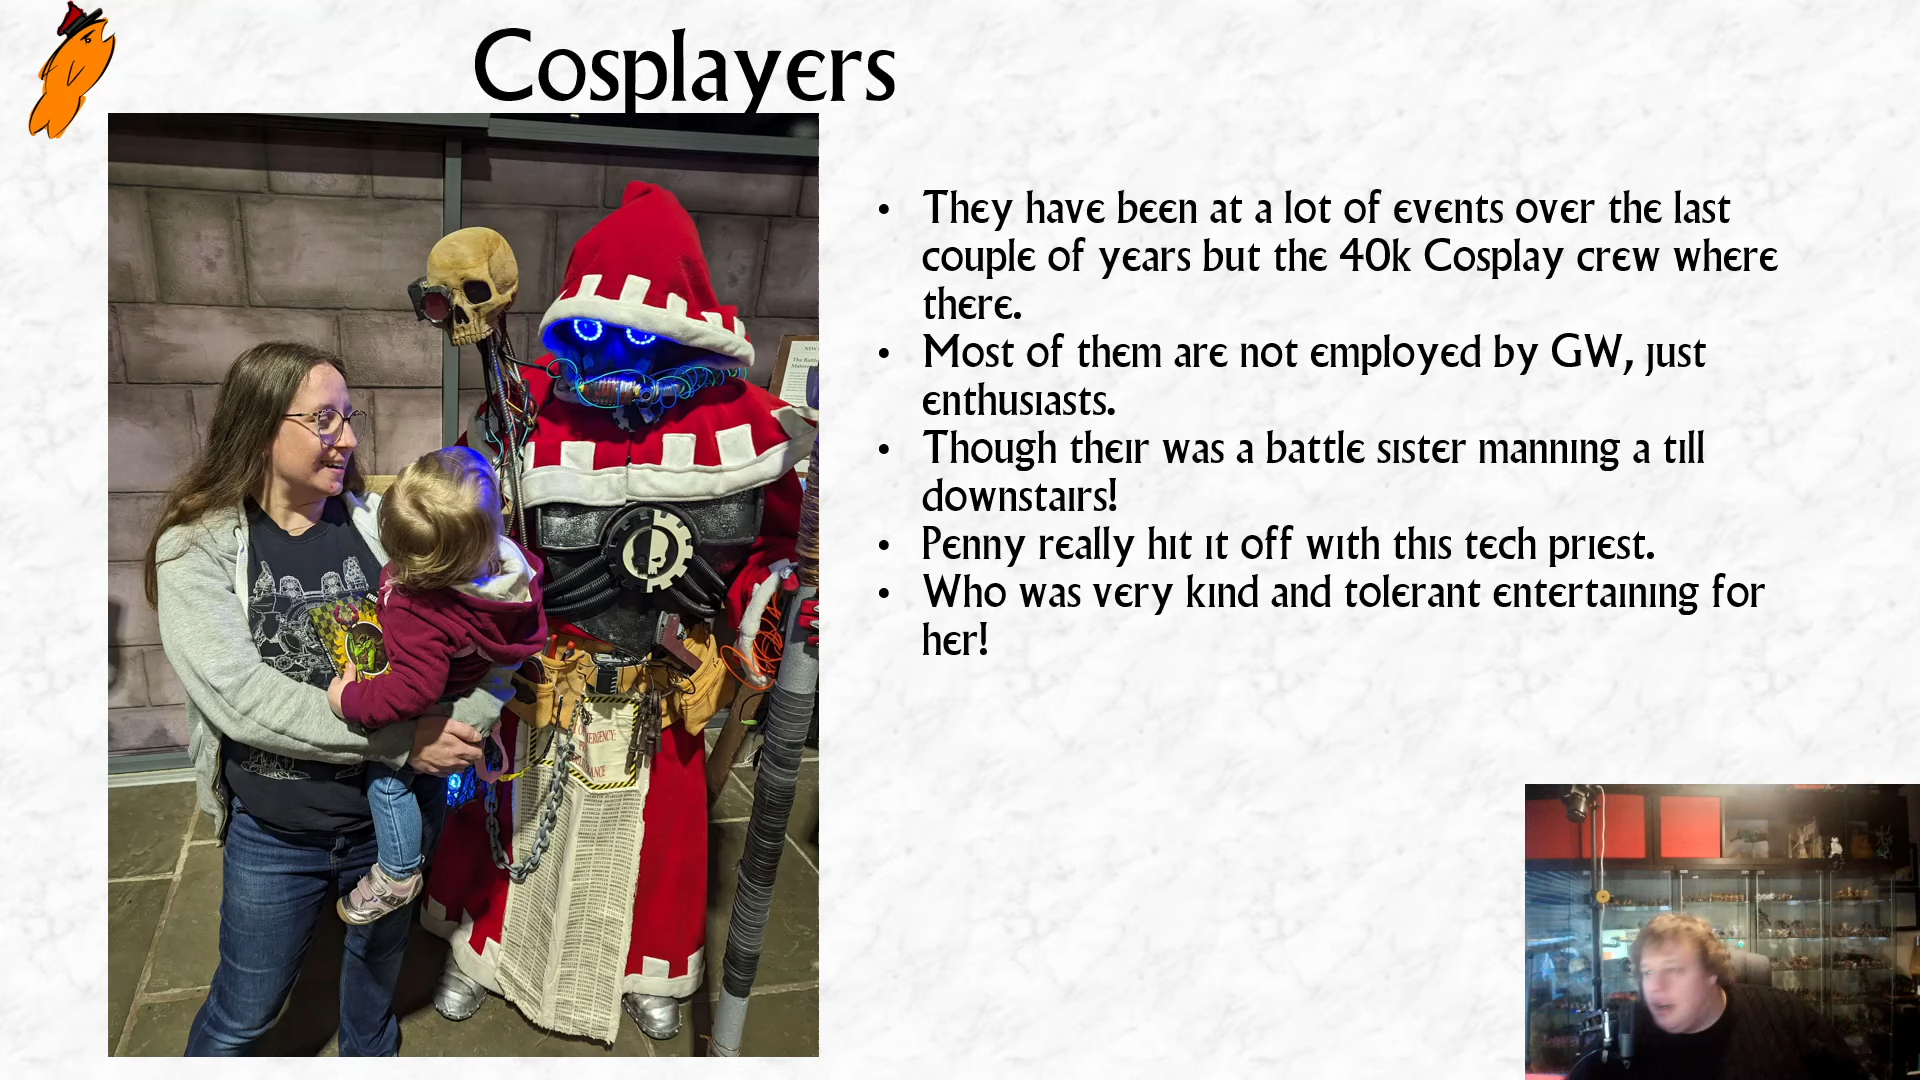 Cosplayers
• They have been at a lot of events over the last
couple of years but the 40k Cosplay crew where
there.
• Most of them are not employed by GW, just
enthusiasts.
• Though their was a battle sister manning a till
downstairs!
• Penny really hit it off with this tech priest.
• Who was very kind and tolerant entertaining for
her!